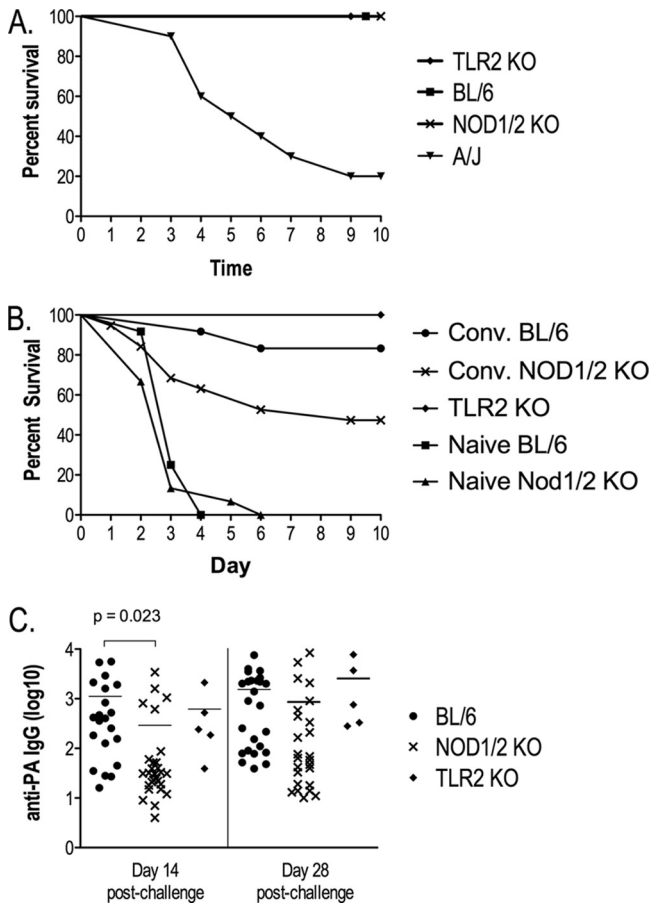 A.
Percent survival
100
80
60
40
20
0
0 1 2 3 4 5 6 7 8 9 10
Time
TLR2 KO
BL/6
NOD1/2 KO
A/J
B.
Percent Survival
100
80
60
40
20
0
0 1 2 3 4 5 6 7 8 9 10
Day
Conv. BL/6
Conv. NOD1/2 KO
TLR2 KO
Naive BL/6
Naive Nod1/2 KO
C.
p = 0.023
anti-PA IgG (log10)
4
3
2
1
0
Day 14
post-challenge
Day 28
post-challenge
BL/6
NOD1/2 KO
TLR2 KO